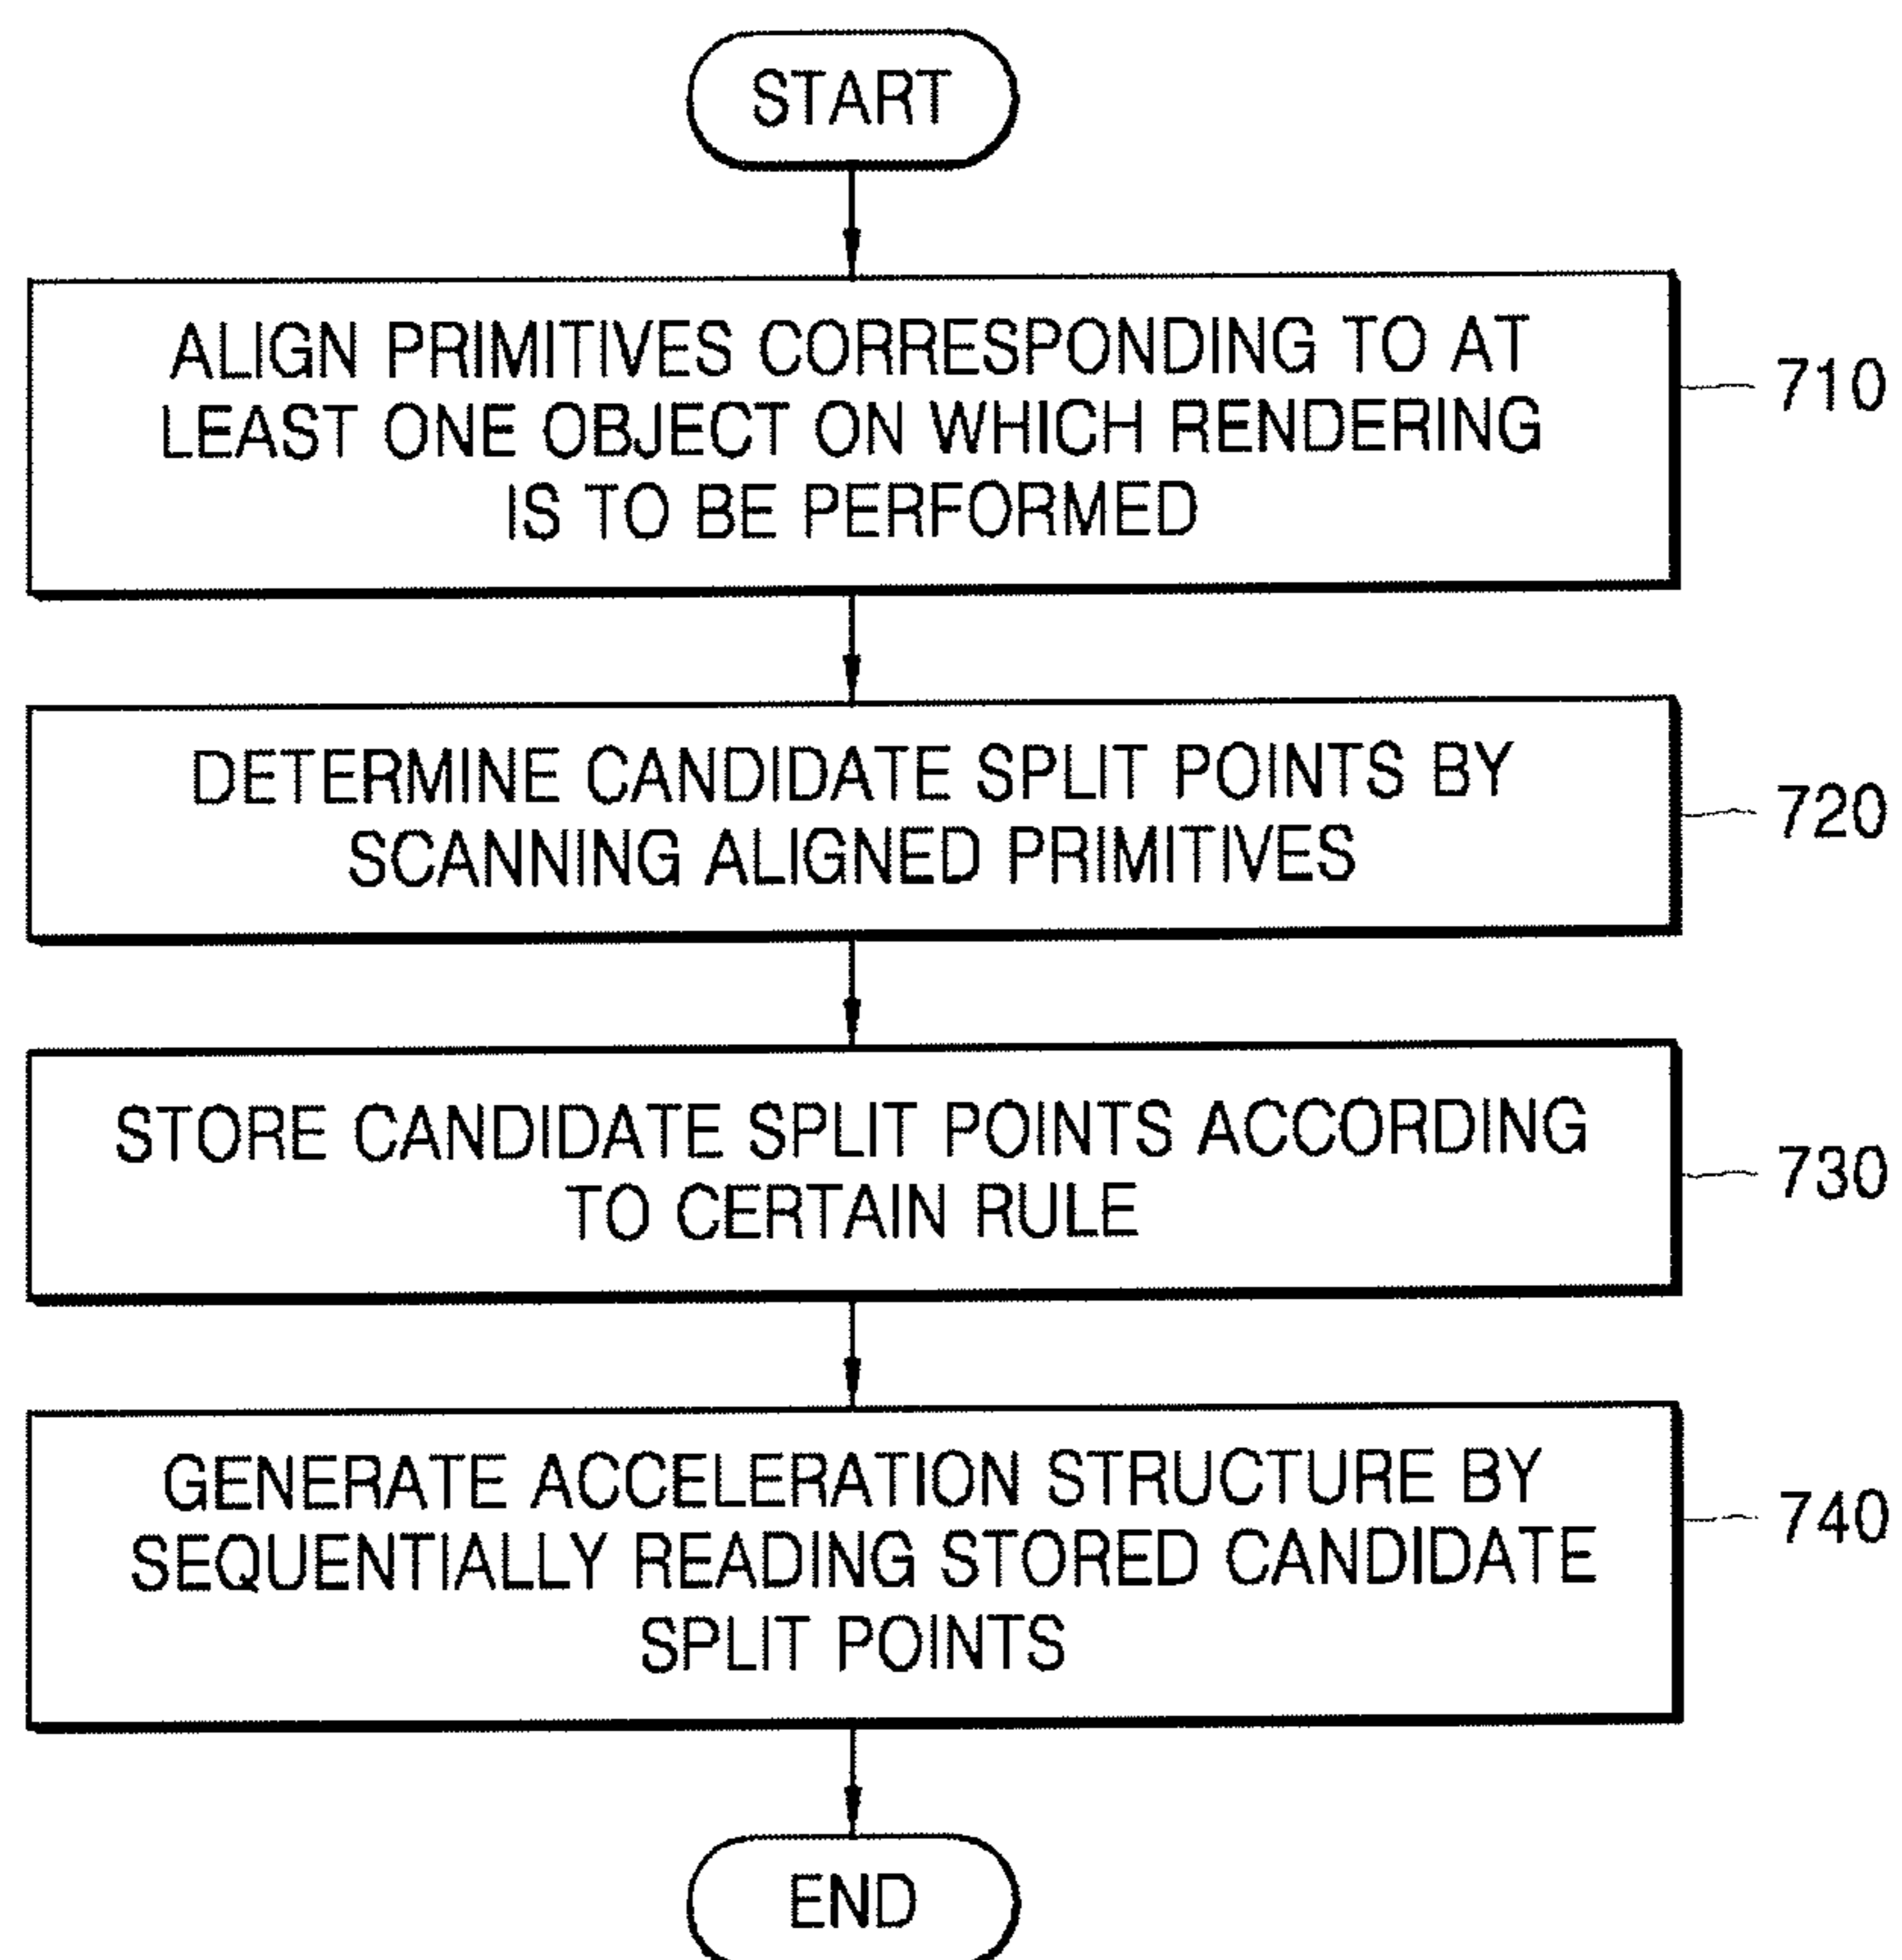 START
ALIGN PRIMITIVES CORRESPONDING TO AT
LEAST ONE OBJECT ON WHICH RENDERING
IS TO BE PERFORMED
710
DETERMINE CANDIDATE SPLIT POINTS BY
SCANNING ALIGNED PRIMITIVES
720
STORE CANDIDATE SPLIT POINTS ACCORDING
TO CERTAIN RULE
730
GENERATE ACCELERATION STRUCTURE BY
SEQUENTIALLY READING STORED CANDIDATE
SPLIT POINTS
740
END